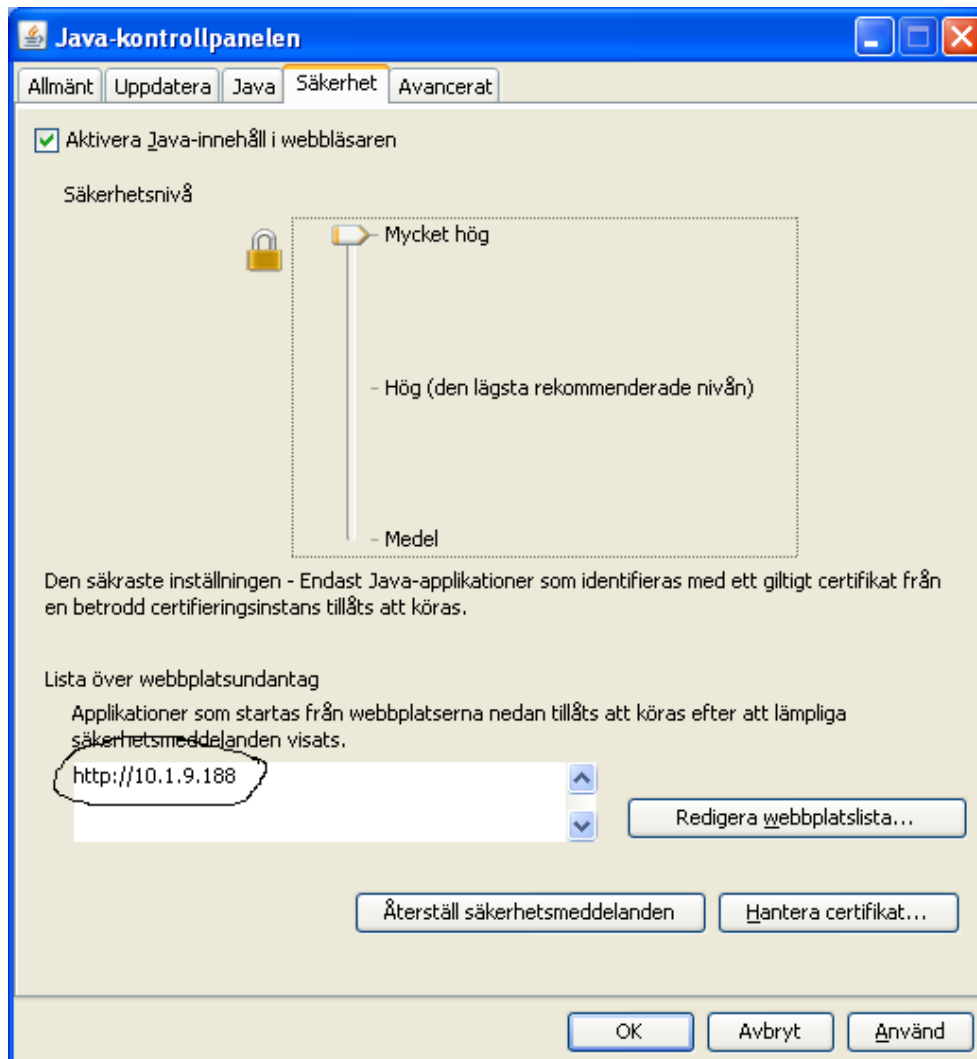 Java-kontrollpanelen
Allmänt Uppdatera Java Säkerhet Avancerat
Aktivera Java-innehåll i webbläsaren
Säkerhetsnivå
Mycket hög
Hög (den lägsta rekommenderade nivån)
Medel
Den säkraste inställningen - Endast Java-applikationer som identifieras med ett giltigt certifikat från
en betrodd certifieringsinstans tillåts att köras.
Lista över webbplatsundantag
Applikationer som startas från webbplatserna nedan tillåts att köras efter att lämpliga
säkerhetsmeddelanden visats.
http://10.1.9.188
Redigera webbplatslista...
Återställ säkerhetsmeddelanden Hantera certifikat...
OK Avbryt Använd